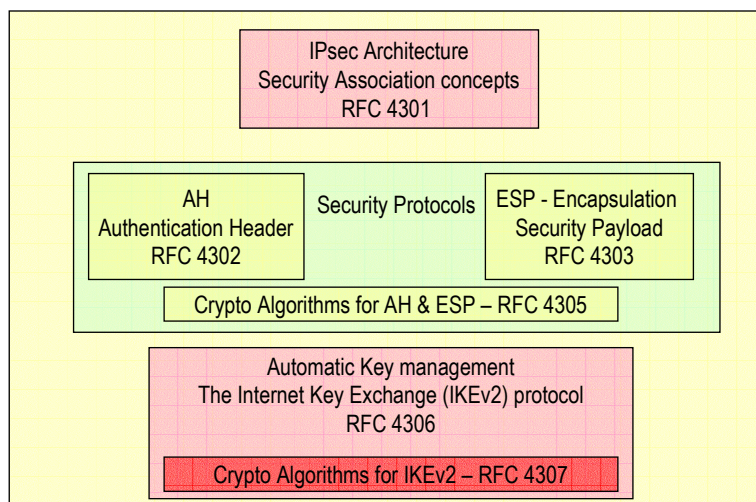 IPsec Architecture
Security Association concepts
RFC 4301
AH
Authentication Header
RFC 4302
Security Protocols
ESP - Encapsulation
Security Payload
RFC 4303
Crypto Algorithms for AH & ESP – RFC 4305
Automatic Key management
The Internet Key Exchange (IKEv2) protocol
RFC 4306
Crypto Algorithms for IKEv2 – RFC 4307